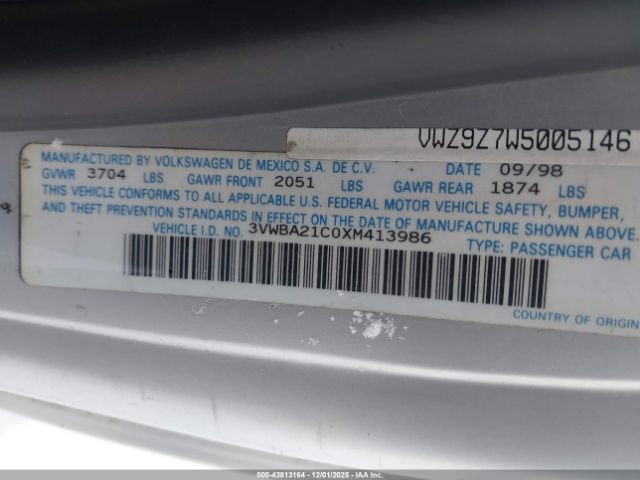 VWZ9Z7W5005146
MANUFACTURED BY VOLKSWAGEN DE MEXICO S.A. DE C.V. DATE 09/98
GVWR 3704 LBS GAWR FRONT 2051 LBS GAWR REAR 1874 LBS
THIS VEHICLE CONFORMS TO ALL APPLICABLE U.S. FEDERAL MOTOR VEHICLE SAFETY, BUMPER,
AND THEFT PREVENTION STANDARDS IN EFFECT ON THE DATE OF MANUFACTURE SHOWN ABOVE.
VEHICLE I.D. NO. 3VWBA21C0XM413986 TYPE: PASSENGER CAR
COUNTRY OF ORIGIN
000-43813164 - 12/01/2025 - IAAI.COM